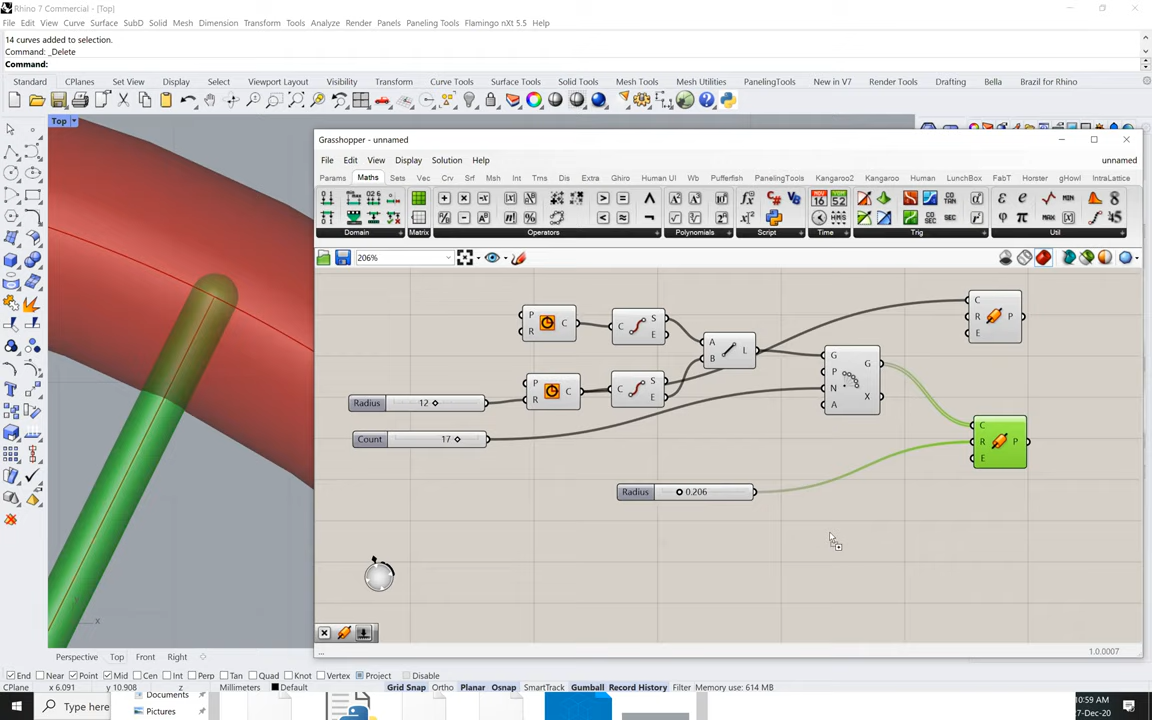 Rhino 7 Commercial - [Top]
File Edit View Curve Surface SubD Solid Mesh Dimension Transform Tools Analyze Render Panels Paneling Tools Flamingo nXt 5.5 Help
14 curves added to selection.
Command: _Delete
Command:
Standard CPlanes Set View Display Select Viewport Layout Visibility Transform Curve Tools Surface Tools Solid Tools Mesh Tools Mesh Utilities PanelingTools New in V7 Render Tools Drafting Bella Brazil for Rhino
Top
Grasshopper - unnamed
File Edit View Display Solution Help
unnamed
Params Maths Sets Vec Crv Srf Msh Int Trns Dis Extra Ghiro Human UI Wb Pufferfish PanelingTools Kangaroo2 Kangaroo Human LunchBox FabT Horster gHowl IntraLattice
Domain Matrix Operators Polynomials Script Time Trig Util
206%
P R C
C S E
A B L
G P N A G X
C R E P
P R C
C S E
Radius 12
Count 17
C R E P
Radius 0.206
x
...
1.0.0007
Perspective Top Front Right
End Near Point Mid Cen Int Perp Tan Quad Knot Vertex Project Disable
CPlane x 6.091 y 10.908 z Millimeters Default Grid Snap Ortho Planar Osnap SmartTrack Gumball Record History Filter Memory use: 614 MB
Type here
Documents
Pictures
10:59 AM
7-Dec-20